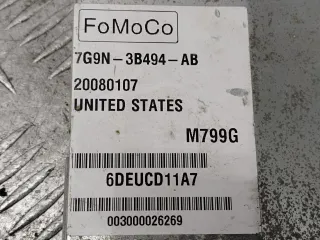 FoMoCo
7G9N-3B494-AB
20080107
UNITED STATES
M799G
6DEUCD11A7
003000026269